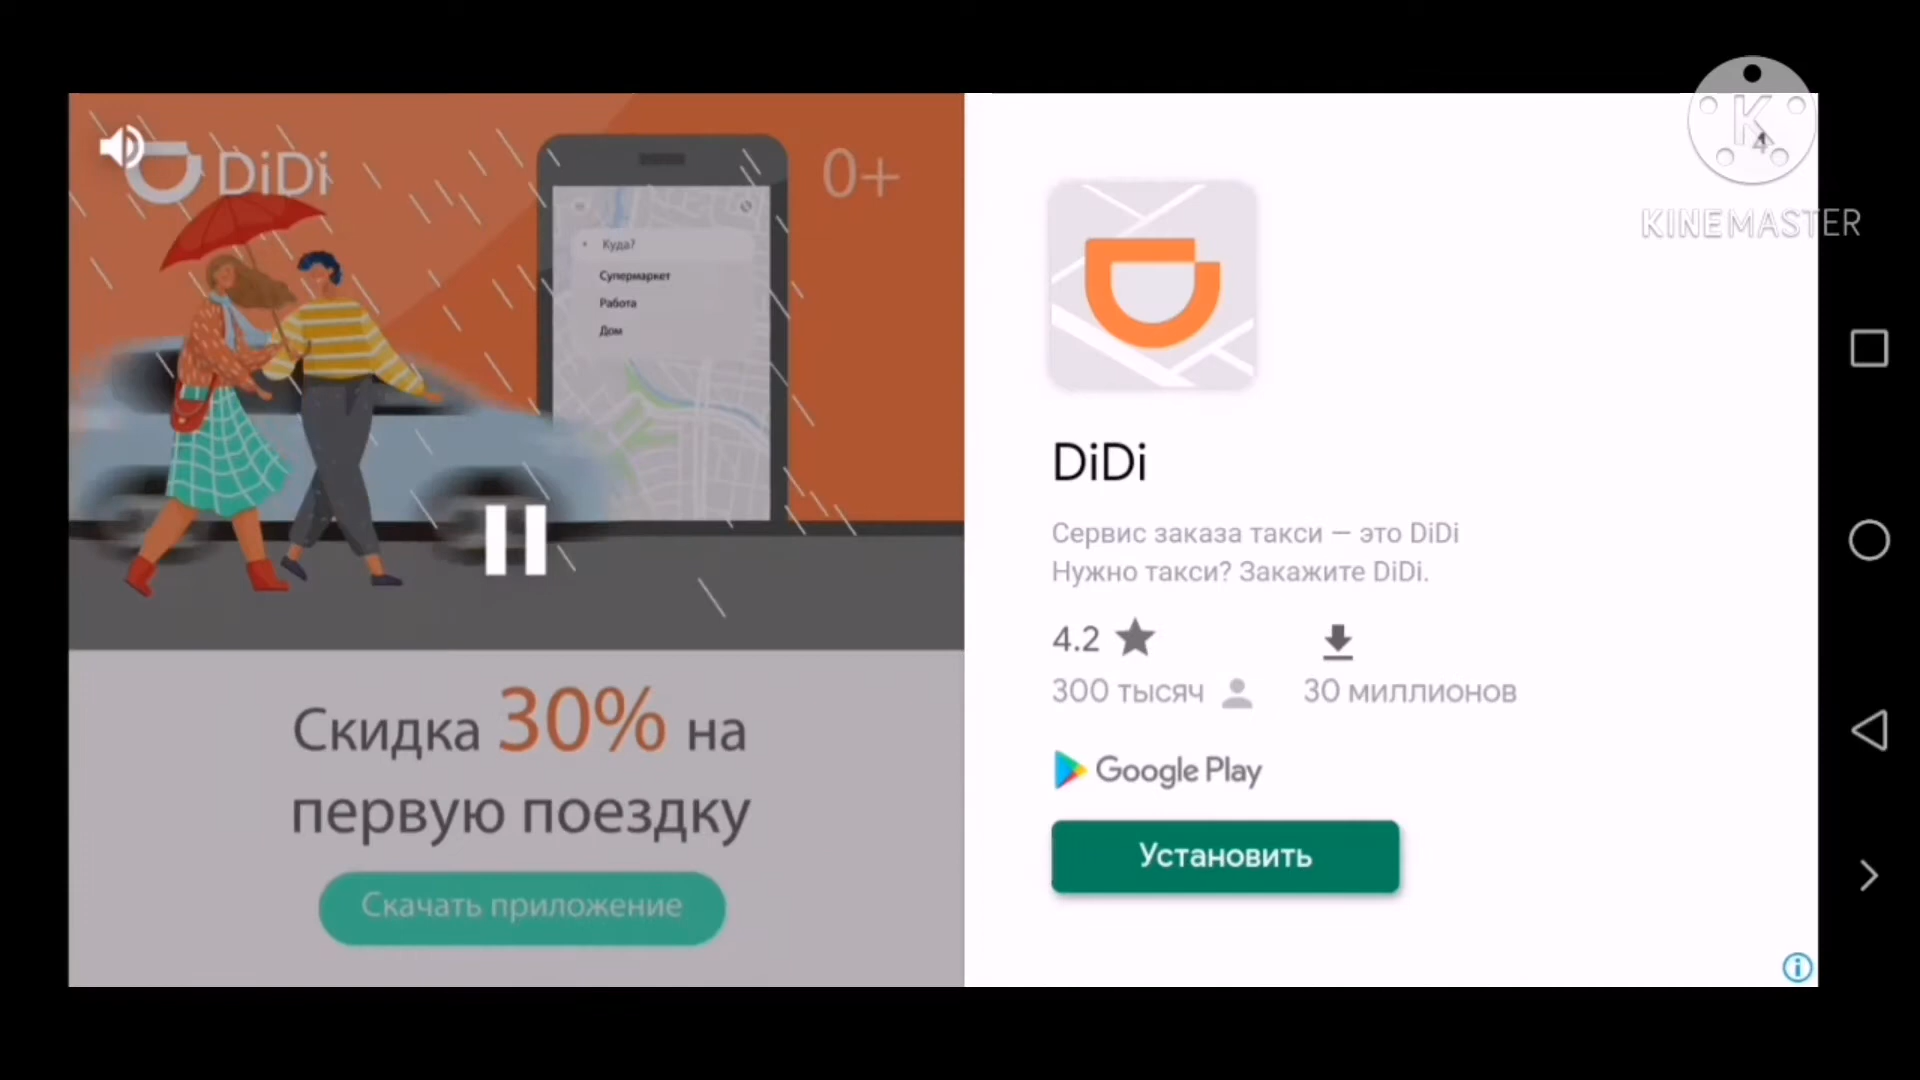 DiDi
0+
Куда?
Супермаркет
Работа
Дом
Скидка 30% на
первую поездку
Скачать приложение
K
4
KINEMASTER
DiDi
Сервис заказа такси — это DiDi
Нужно такси? Закажите DiDi.
4.2
300 тысяч
30 миллионов
Google Play
Установить